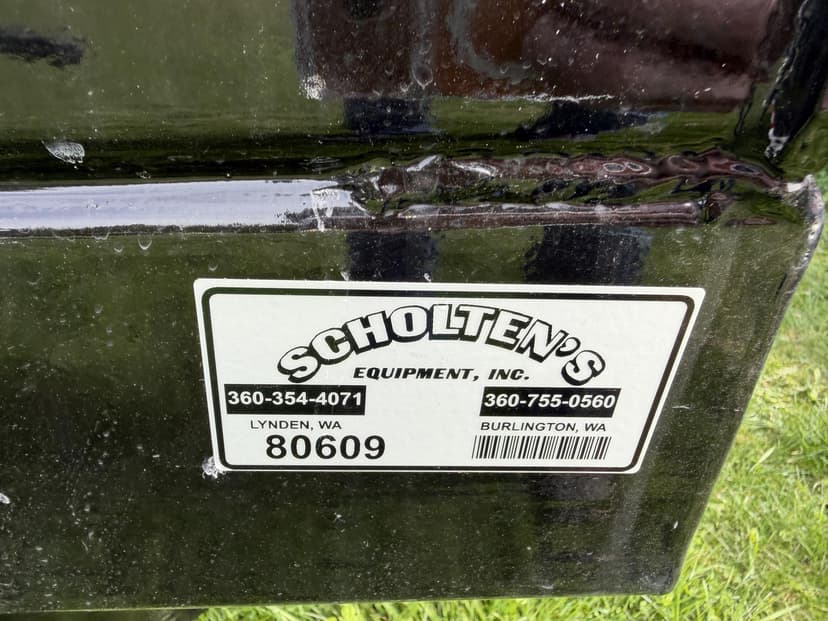 SCHOLTEN'S
EQUIPMENT, INC.
360-354-4071 360-755-0560
LYNDEN, WA BURLINGTON, WA
80609